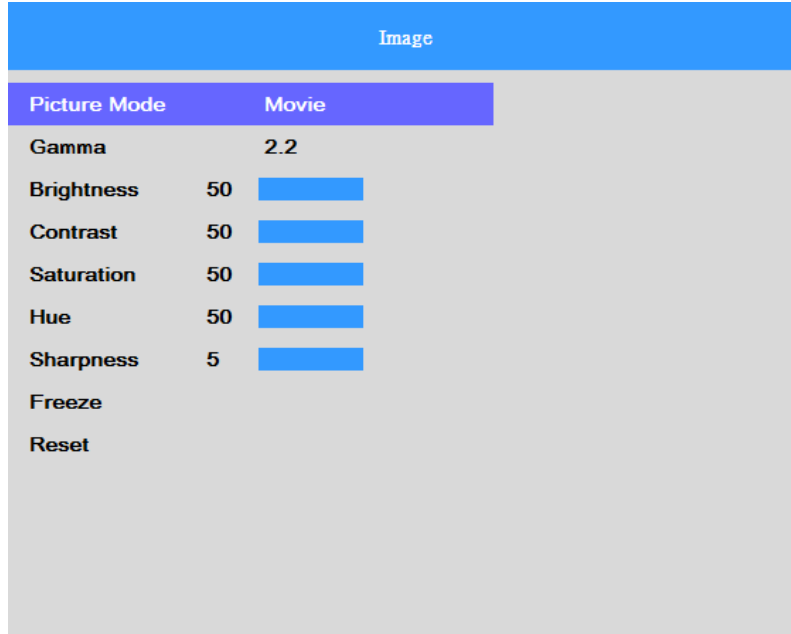 Image
Picture Mode Movie
Gamma 2.2
Brightness 50
Contrast 50
Saturation 50
Hue 50
Sharpness 5
Freeze
Reset